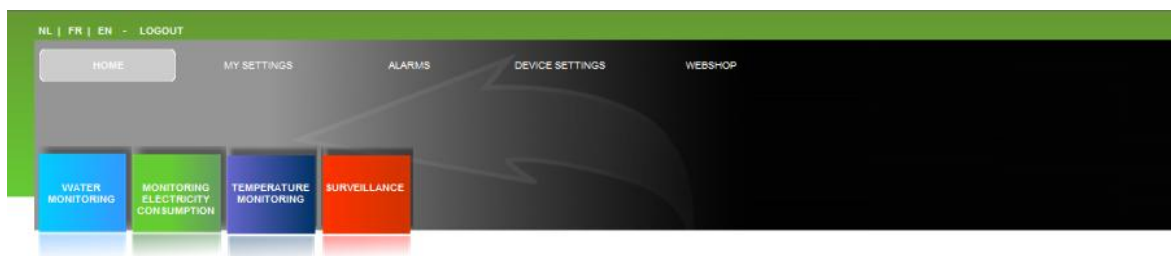 NL | FR | EN - LOGOUT
HOME MY SETTINGS ALARMS DEVICE SETTINGS WEBSHOP
WATER
MONITORING
MONITORING
ELECTRICITY
CONSUMPTION
TEMPERATURE
MONITORING
SURVEILLANCE